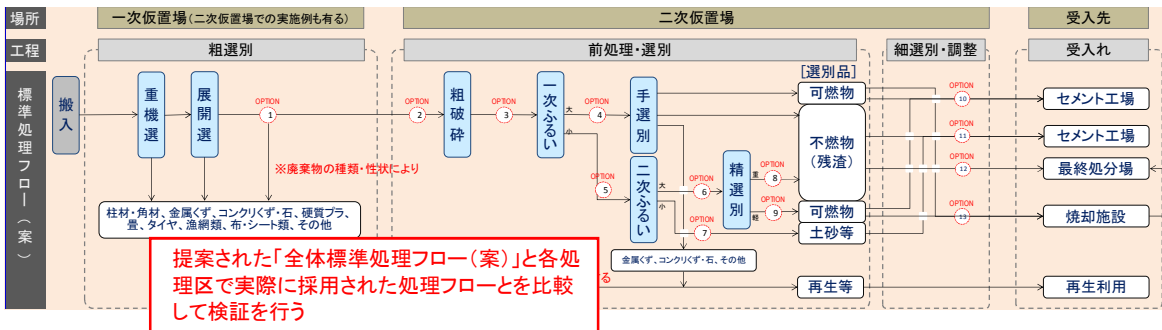 場所
一次仮置場(二次仮置場での実施例も有る)
二次仮置場
受入先
工程
粗選別
前処理・選別
細選別・調整
受入れ
標準処理フロー(案)
搬入
重機選
展開選
OPTION
1
※廃棄物の種類・性状により
柱材・角材、金属くず、コンクリくず・石、硬質プラ、
畳、タイヤ、漁網類、布・シート類、その他
OPTION
2
粗破砕
OPTION
3
一次ふるい
大
小
OPTION
4
手選別
OPTION
5
二次ふるい
大
小
OPTION
6
OPTION
7
精選別
重
軽
OPTION
8
OPTION
9
金属くず、コンクリくず・石、その他
る
[選別品]
可燃物
不燃物
(残渣)
可燃物
土砂等
再生等
OPTION
10
OPTION
11
OPTION
12
OPTION
13
セメント工場
セメント工場
最終処分場
焼却施設
再生利用
提案された「全体標準処理フロー(案)」と各処
理区で実際に採用された処理フローとを比較
して検証を行う